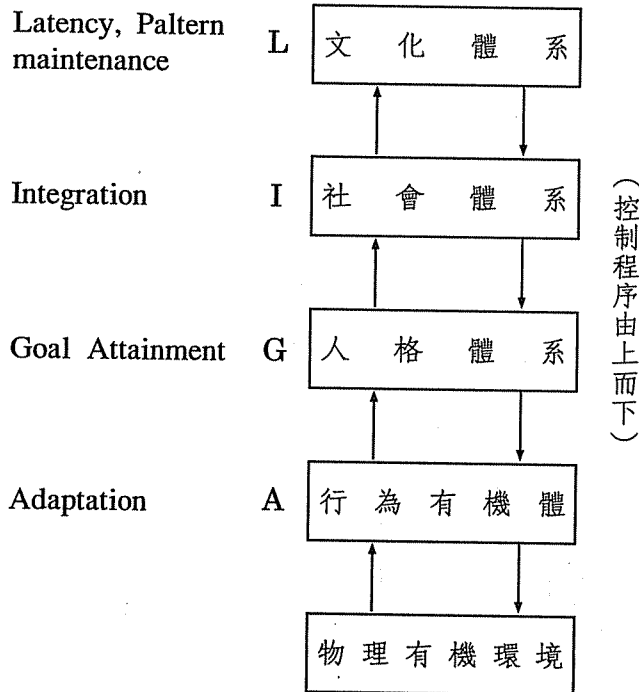 Latency, Paltern
maintenance
L
文化體系
Integration
I
社會體系
Goal Attainment
G
人格體系
Adaptation
A
行為有機體
物理有機環境
(控制程序由上而下)